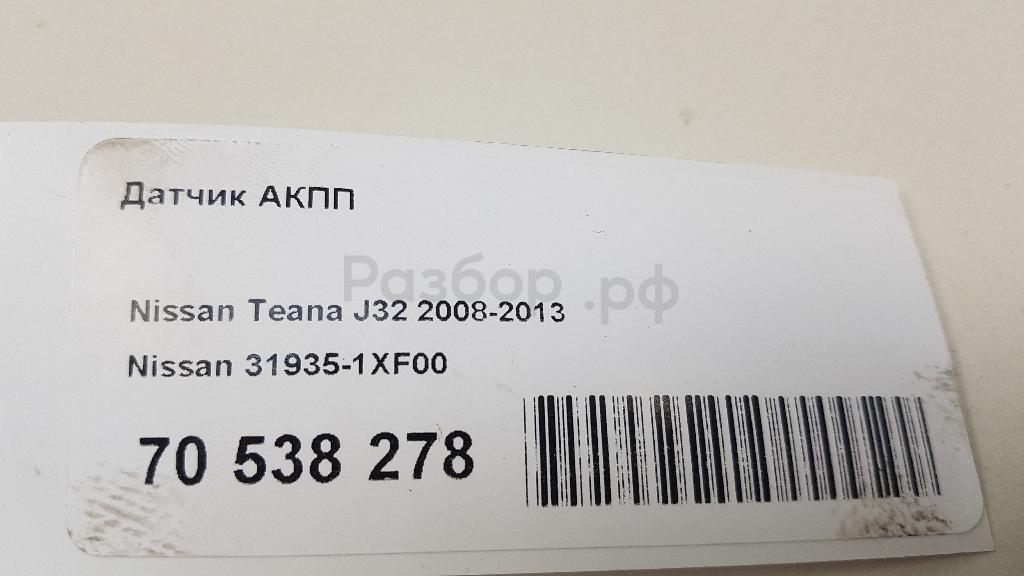 Датчик АКПП
Разбор.рф
Nissan Teana J32 2008-2013
Nissan 31935-1XF00
70 538 278